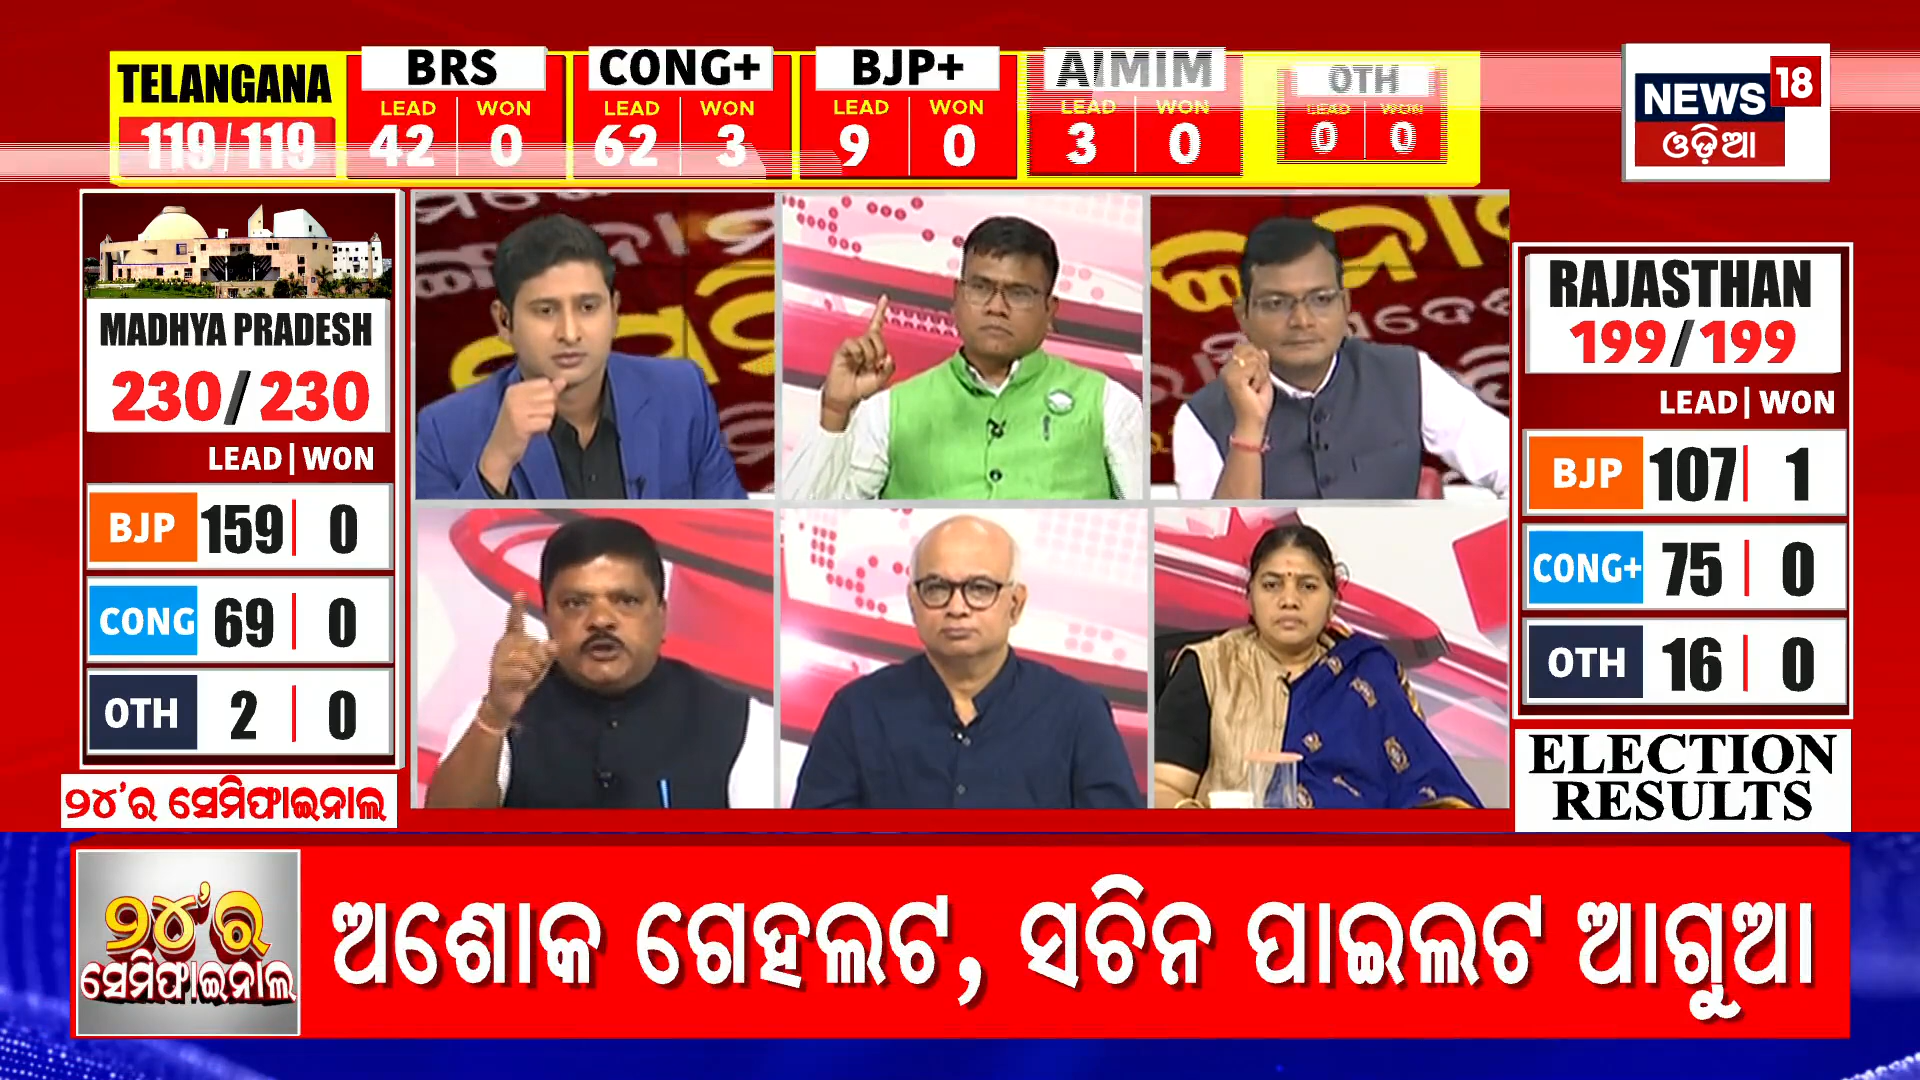 TELANGANA
119/119
BRS
LEAD WON
42 0
CONG+
LEAD WON
62 3
BJP+
LEAD WON
9 0
AIMIM
LEAD WON
3 0
OTH
LEAD WON
0 0
NEWS 18
ଓଡ଼ିଆ
MADHYA PRADESH
230/230
LEAD WON
BJP 159 0
CONG 69 0
OTH 2 0
୨୪'ର ସେମିଫାଇନାଲ
RAJASTHAN
199/199
LEAD WON
BJP 107 1
CONG+ 75 0
OTH 16 0
ELECTION
RESULTS
୨୪'ର
ସେମିଫାଇନାଲ
ଅଶୋକ ଗେହଲଟ, ସଚିନ ପାଇଲଟ ଆଗୁଆ